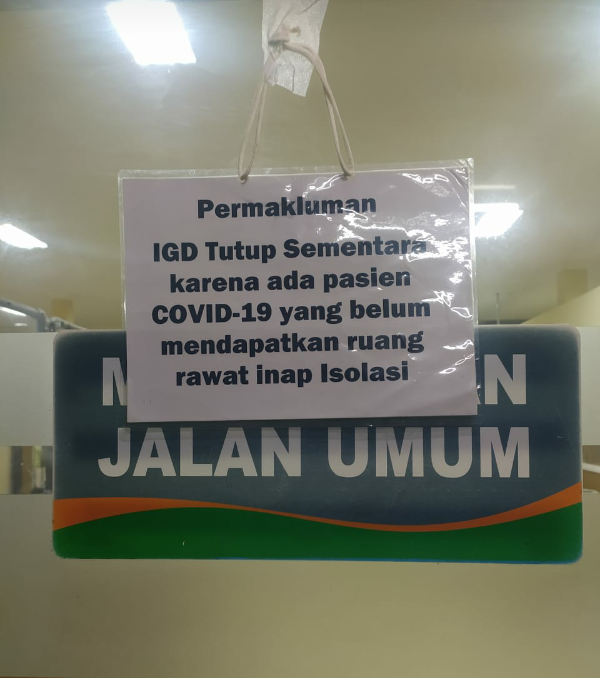 Permakluman
IGD Tutup Sementara
karena ada pasien
COVID-19 yang belum
mendapatkan ruang
rawat inap Isolasi
JALAN UMUM